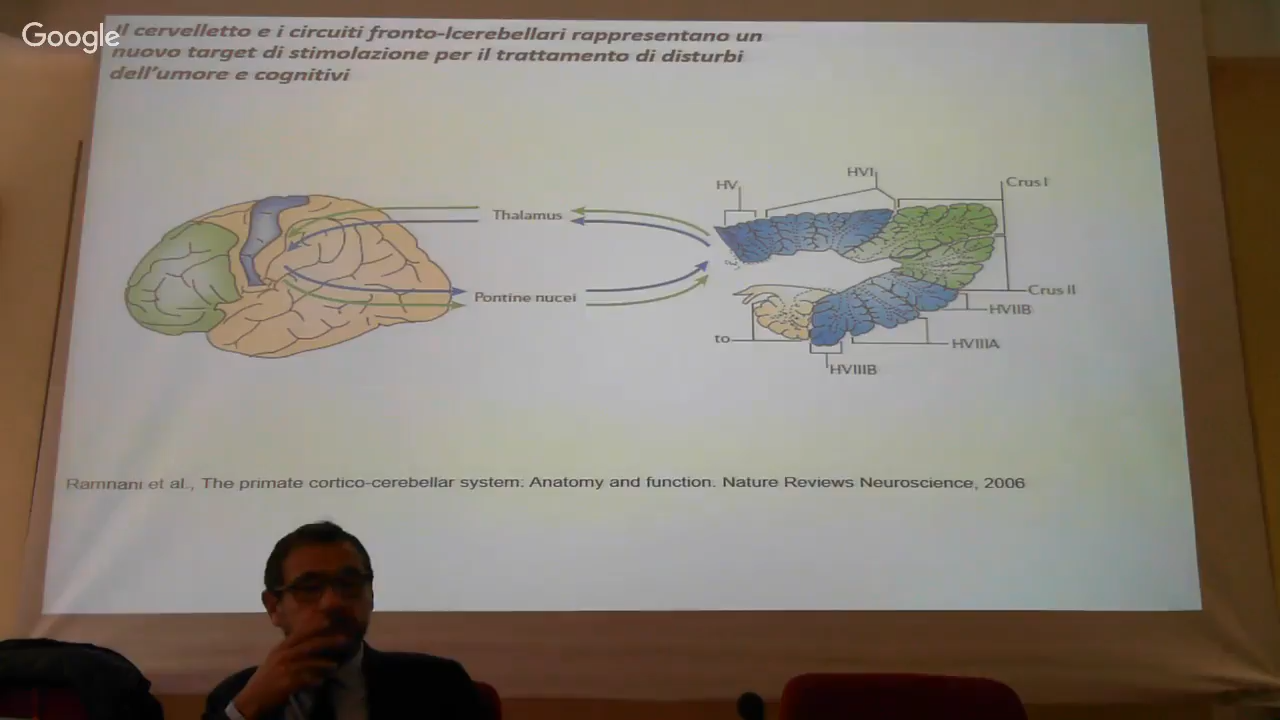 Google
Il cervelletto e i circuiti fronto-lcerebellari rappresentano un
nuovo target di stimolazione per il trattamento di disturbi
dell'umore e cognitivi
HV
HVI
Crus I
Thalamus
Pontine nucei
Crus II
HVIIB
to
HVIIIA
HVIIIB
Ramnani et al., The primate cortico-cerebellar system: Anatomy and function. Nature Reviews Neuroscience, 2006